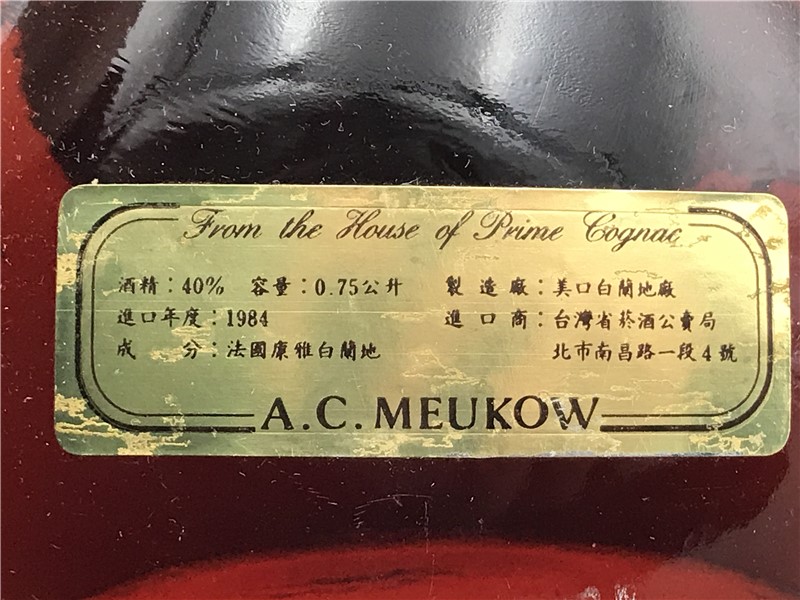 From the House of Prime Cognac
酒精：40% 容量：0.75公升 製造廠：美口白蘭地廠
進口年度：1984 進口商：台灣省菸酒公賣局
成分：法國康雅白蘭地 北市南昌路一段4號
A.C. MEUKOW